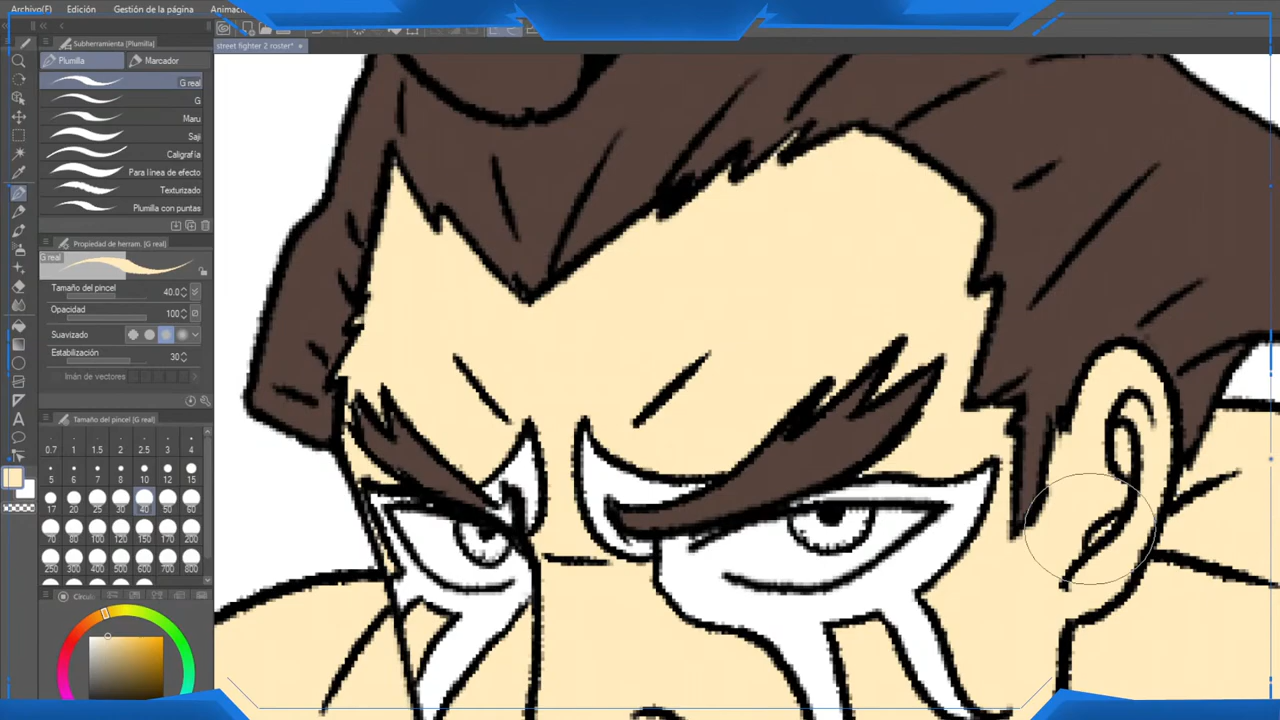 Archivo(F) Edición Gestión de la página Animació
Subherramienta [Plumilla]
street fighter 2 roster*
Plumilla Marcador
G real
G
Maru
Saji
Caligrafía
Para línea de efecto
Texturizado
Plumilla con puntas
Propiedad de herram. [G real]
G real
Tamaño del pincel 40.0
Opacidad 100
Suavizado
Estabilización 30
Imán de vectores
Tamaño del pincel [G real]
0.7 1 1.5 2 2.5 3 4
5 6 7 8 10 12 15
17 20 25 30 40 50 60
70 80 100 120 150 170 200
250 300 400 500 600 700 800
Círculo